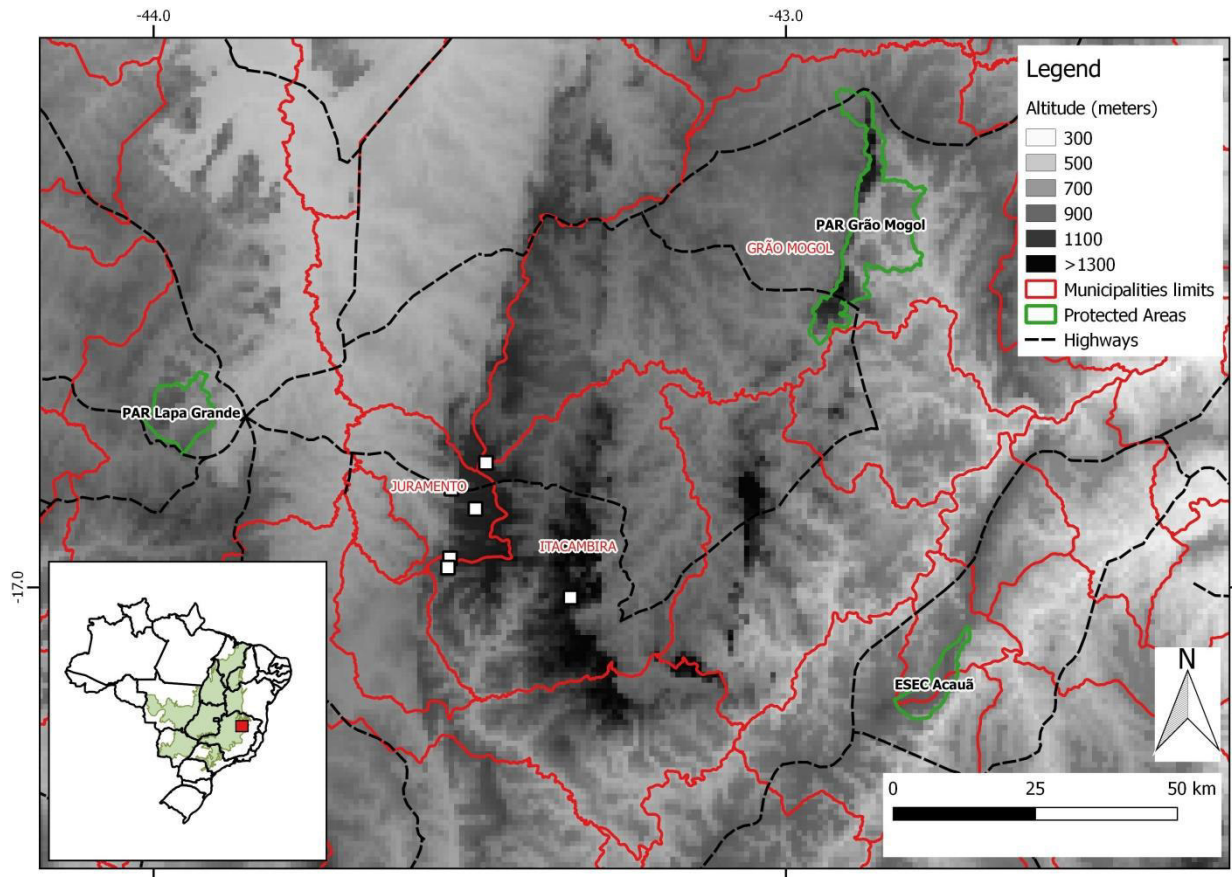 -44.0
-43.0
Legend
Altitude (meters)
300
500
700
900
1100
>1300
Municipalities limits
Protected Areas
Highways
PAR Grão Mogol
GRÃO MOGOL
PAR Lapa Grande
JURAMENTO
ITACAMBIRA
-17.0
N
ESEC Acauã
0 25 50 km